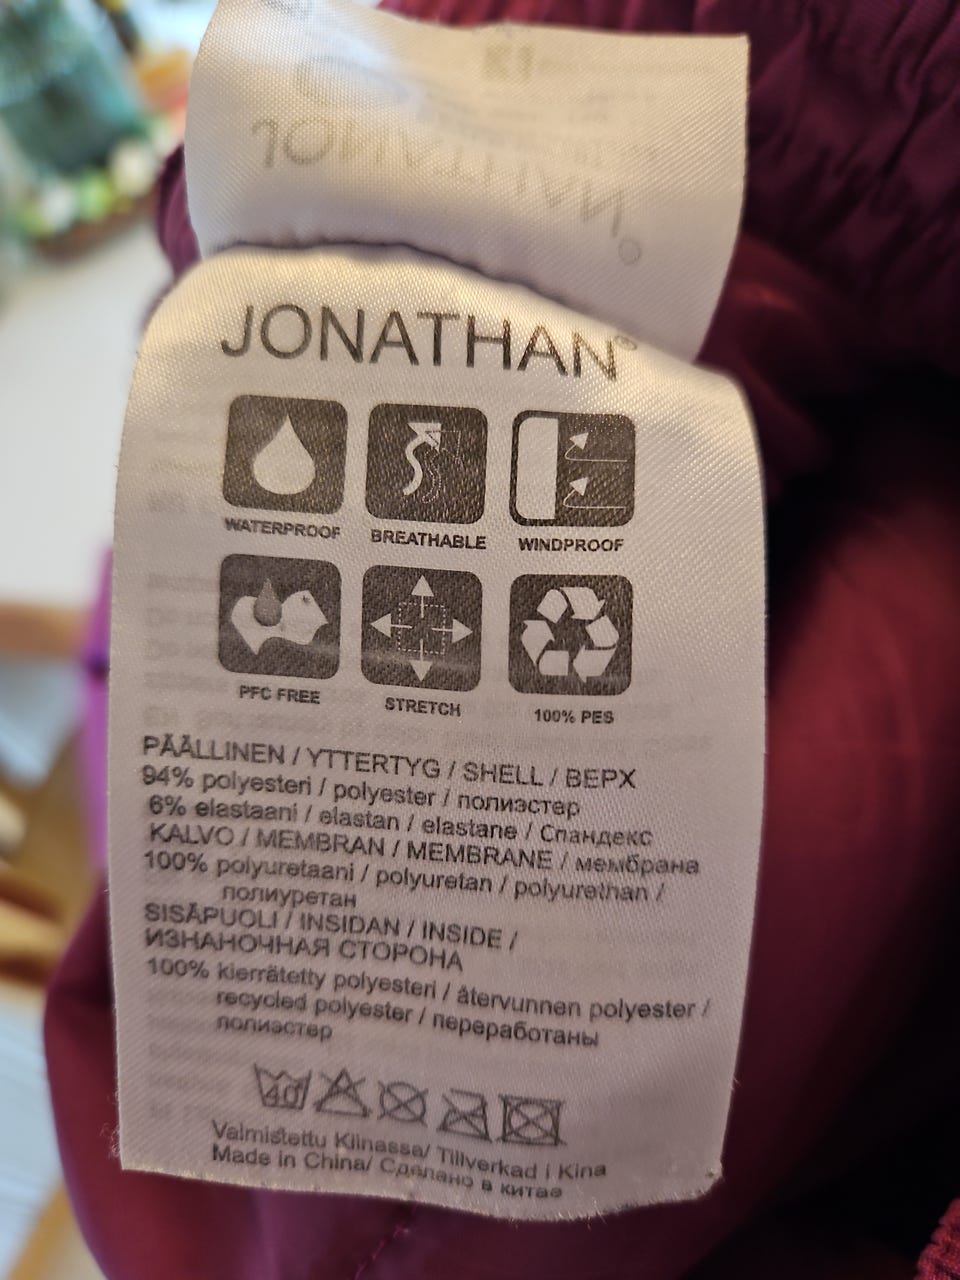 JONATHAN®
WATERPROOF BREATHABLE WINDPROOF
PFC FREE STRETCH 100% PES
PÄÄLLINEN / YTTERTYG / SHELL / ВЕРХ
94% polyesteri / polyester / полиэстер
6% elastaani / elastan / elastane / Спандекс
KALVO / MEMBRAN / MEMBRANE / мембрана
100% polyuretaani / polyuretan / polyurethan /
полиуретан
SISÄPUOLI / INSIDAN / INSIDE /
ИЗНАНОЧНАЯ СТОРОНА
100% kierrätetty polyesteri / återvunnen polyester /
recycled polyester / переработаны
полиэстер
40
Valmistettu Kiinassa/ Tillverkad i Kina
Made in China/ Сделано в китае